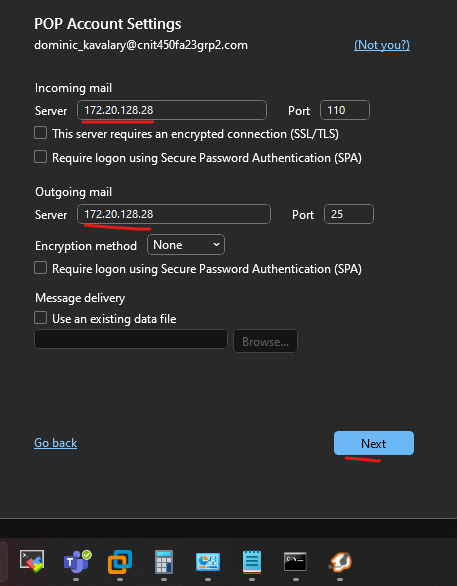 POP Account Settings
dominic_kavalary@cnit450fa23grp2.com (Not you?)
Incoming mail
Server 172.20.128.28 Port 110
This server requires an encrypted connection (SSL/TLS)
Require logon using Secure Password Authentication (SPA)
Outgoing mail
Server 172.20.128.28 Port 25
Encryption method None
Require logon using Secure Password Authentication (SPA)
Message delivery
Use an existing data file
Browse...
Go back Next